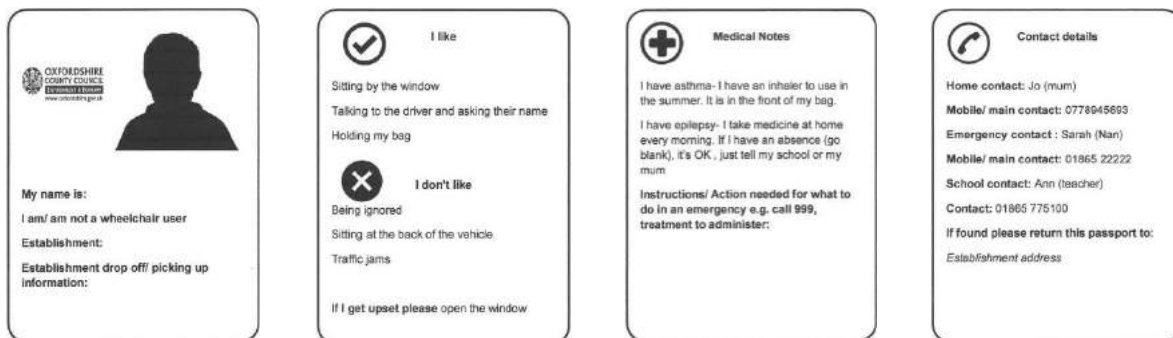 OXFORDSHIRE
COUNTY COUNCIL
www.oxfordshire.gov.uk
My name is:
I am/ am not a wheelchair user
Establishment:
Establishment drop off/ picking up
information:
I like
Sitting by the window
Talking to the driver and asking their name
Holding my bag
I don't like
Being ignored
Sitting at the back of the vehicle
Traffic jams
If I get upset please open the window
Medical Notes
I have asthma- I have an inhaler to use in
the summer. It is in the front of my bag.
I have epilepsy- I take medicine at home
every morning. If I have an absence (go
blank), it's OK , just tell my school or my
mum
Instructions/ Action needed for what to
do in an emergency e.g. call 999,
treatment to administer:
Contact details
Home contact: Jo (mum)
Mobile/ main contact: 0778945693
Emergency contact : Sarah (Nan)
Mobile/ main contact: 01865 22222
School contact: Ann (teacher)
Contact: 01865 775100
If found please return this passport to:
Establishment address